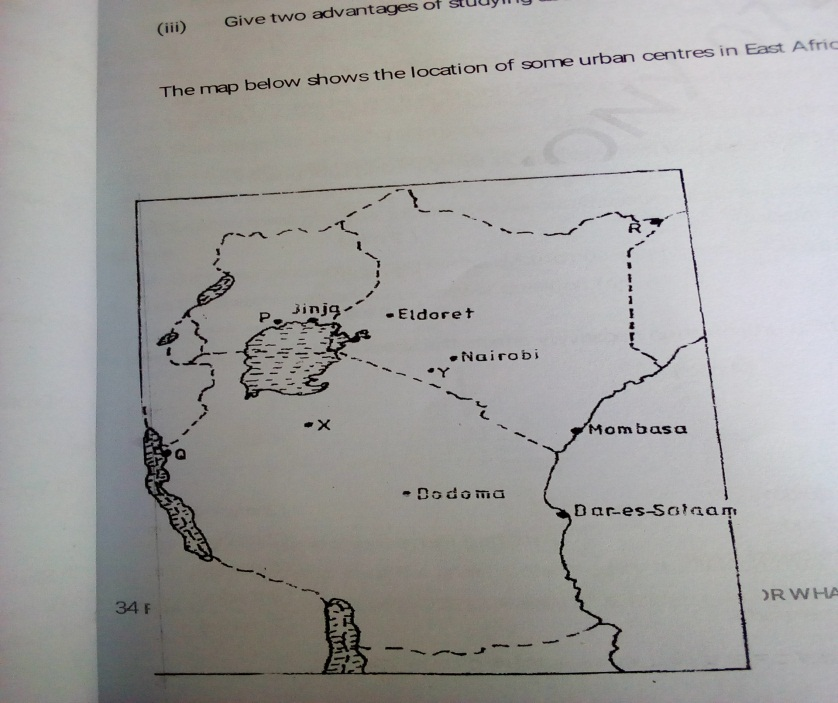 (iii) Give two advantages of studying
The map below shows the location of some urban centres in East Afric
R
P Jinja
Eldoret
S
Nairobi
Y
X
Mombasa
Q
Dodoma
Dar-es-Salaam
34